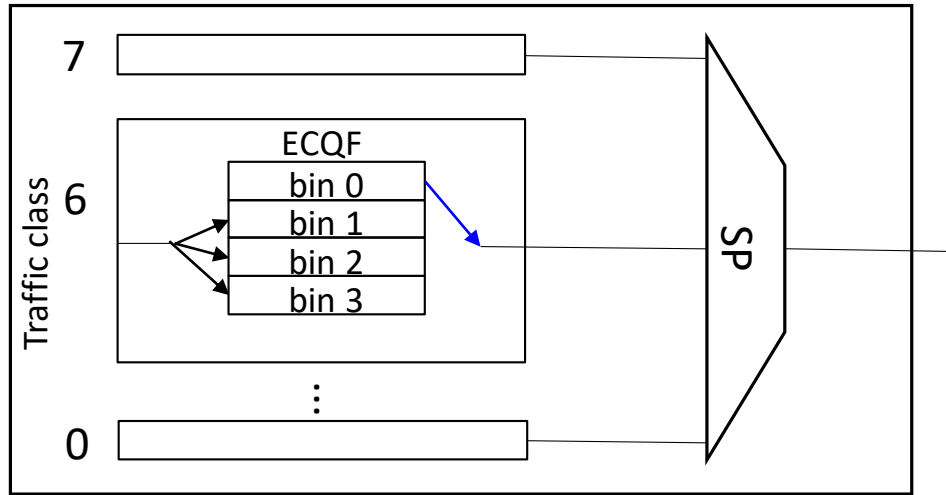 7
ECQF
bin 0
6
bin 1
bin 2
bin 3
Traffic class
SP
⋮
0